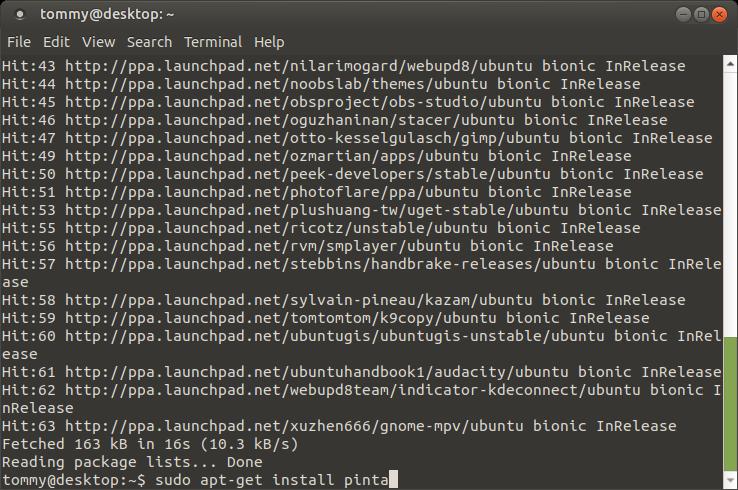 tommy@desktop: ~
File Edit View Search Terminal Help
Hit:43 http://ppa.launchpad.net/nilarimogard/webupd8/ubuntu bionic InRelease
Hit:44 http://ppa.launchpad.net/noobslab/themes/ubuntu bionic InRelease
Hit:45 http://ppa.launchpad.net/obsproject/obs-studio/ubuntu bionic InRelease
Hit:46 http://ppa.launchpad.net/oguzhaninan/stacer/ubuntu bionic InRelease
Hit:47 http://ppa.launchpad.net/otto-kesselgulasch/gimp/ubuntu bionic InRelease
Hit:49 http://ppa.launchpad.net/ozmartian/apps/ubuntu bionic InRelease
Hit:50 http://ppa.launchpad.net/peek-developers/stable/ubuntu bionic InRelease
Hit:51 http://ppa.launchpad.net/photoflare/ppa/ubuntu bionic InRelease
Hit:53 http://ppa.launchpad.net/plushuang-tw/uget-stable/ubuntu bionic InRelease
Hit:55 http://ppa.launchpad.net/ricotz/unstable/ubuntu bionic InRelease
Hit:56 http://ppa.launchpad.net/rvm/smplayer/ubuntu bionic InRelease
Hit:57 http://ppa.launchpad.net/stebbins/handbrake-releases/ubuntu bionic InRele
ase
Hit:58 http://ppa.launchpad.net/sylvain-pineau/kazam/ubuntu bionic InRelease
Hit:59 http://ppa.launchpad.net/tomtomtom/k9copy/ubuntu bionic InRelease
Hit:60 http://ppa.launchpad.net/ubuntugis/ubuntugis-unstable/ubuntu bionic InRel
ease
Hit:61 http://ppa.launchpad.net/ubuntuhandbook1/audacity/ubuntu bionic InRelease
Hit:62 http://ppa.launchpad.net/webupd8team/indicator-kdeconnect/ubuntu bionic I
nRelease
Hit:63 http://ppa.launchpad.net/xuzhen666/gnome-mpv/ubuntu bionic InRelease
Fetched 163 kB in 16s (10.3 kB/s)
Reading package lists... Done
tommy@desktop:~$ sudo apt-get install pinta